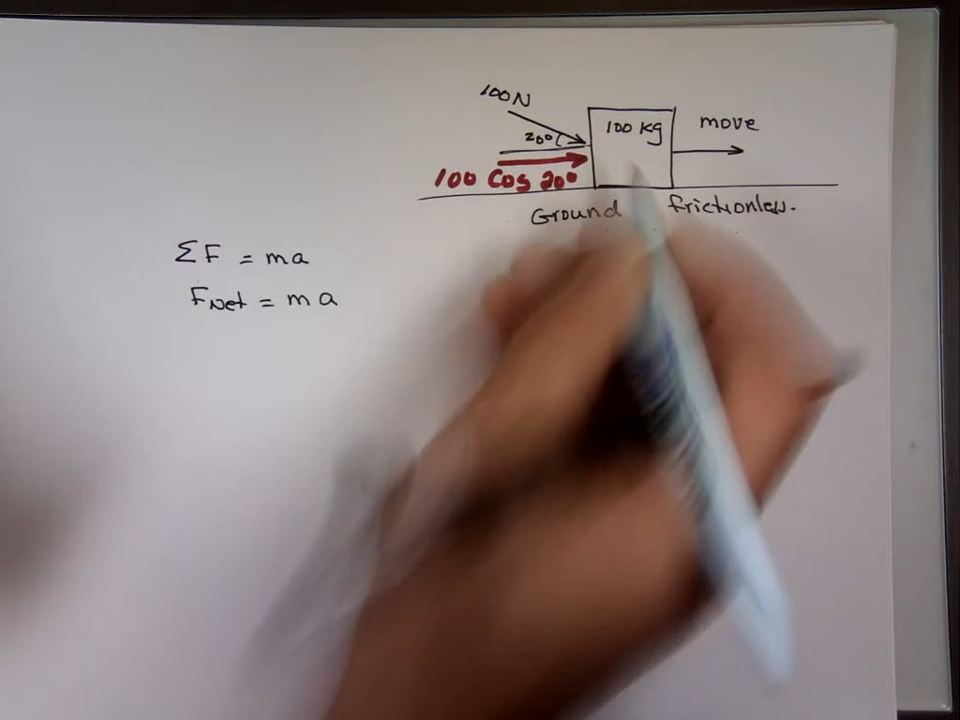 100N
20°
100 kg
move
100 Cos 20°
Ground frictionless.
ΣF = ma
FNet = ma